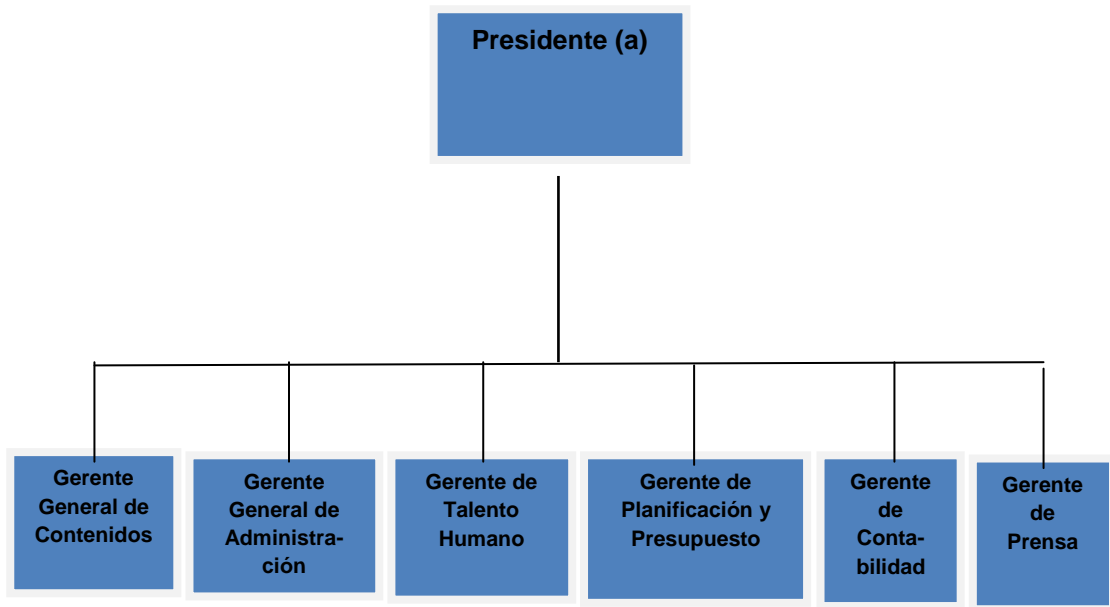 Presidente (a)
Gerente
General de
Contenidos
Gerente
General de
Administra-
ción
Gerente de
Talento
Humano
Gerente de
Planificación y
Presupuesto
Gerente
de
Conta-
bilidad
Gerente
de
Prensa